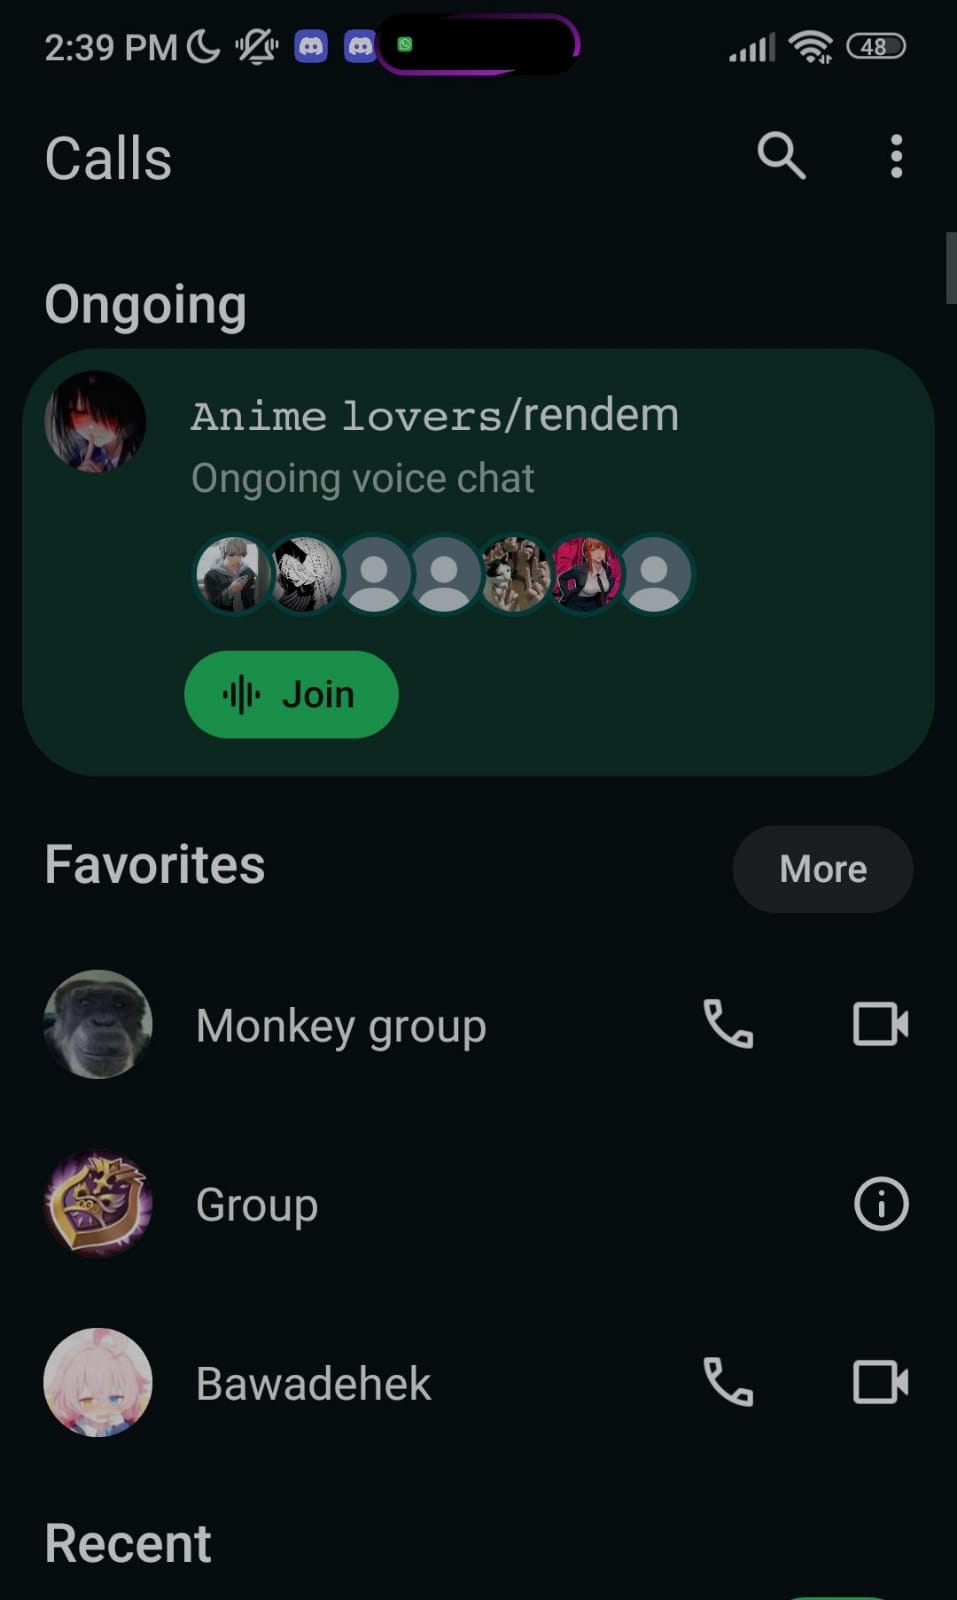 2:39 PM
48
Calls
Ongoing
Anime lovers/rendem
Ongoing voice chat
Join
Favorites
More
Monkey group
Group
Bawadehek
Recent